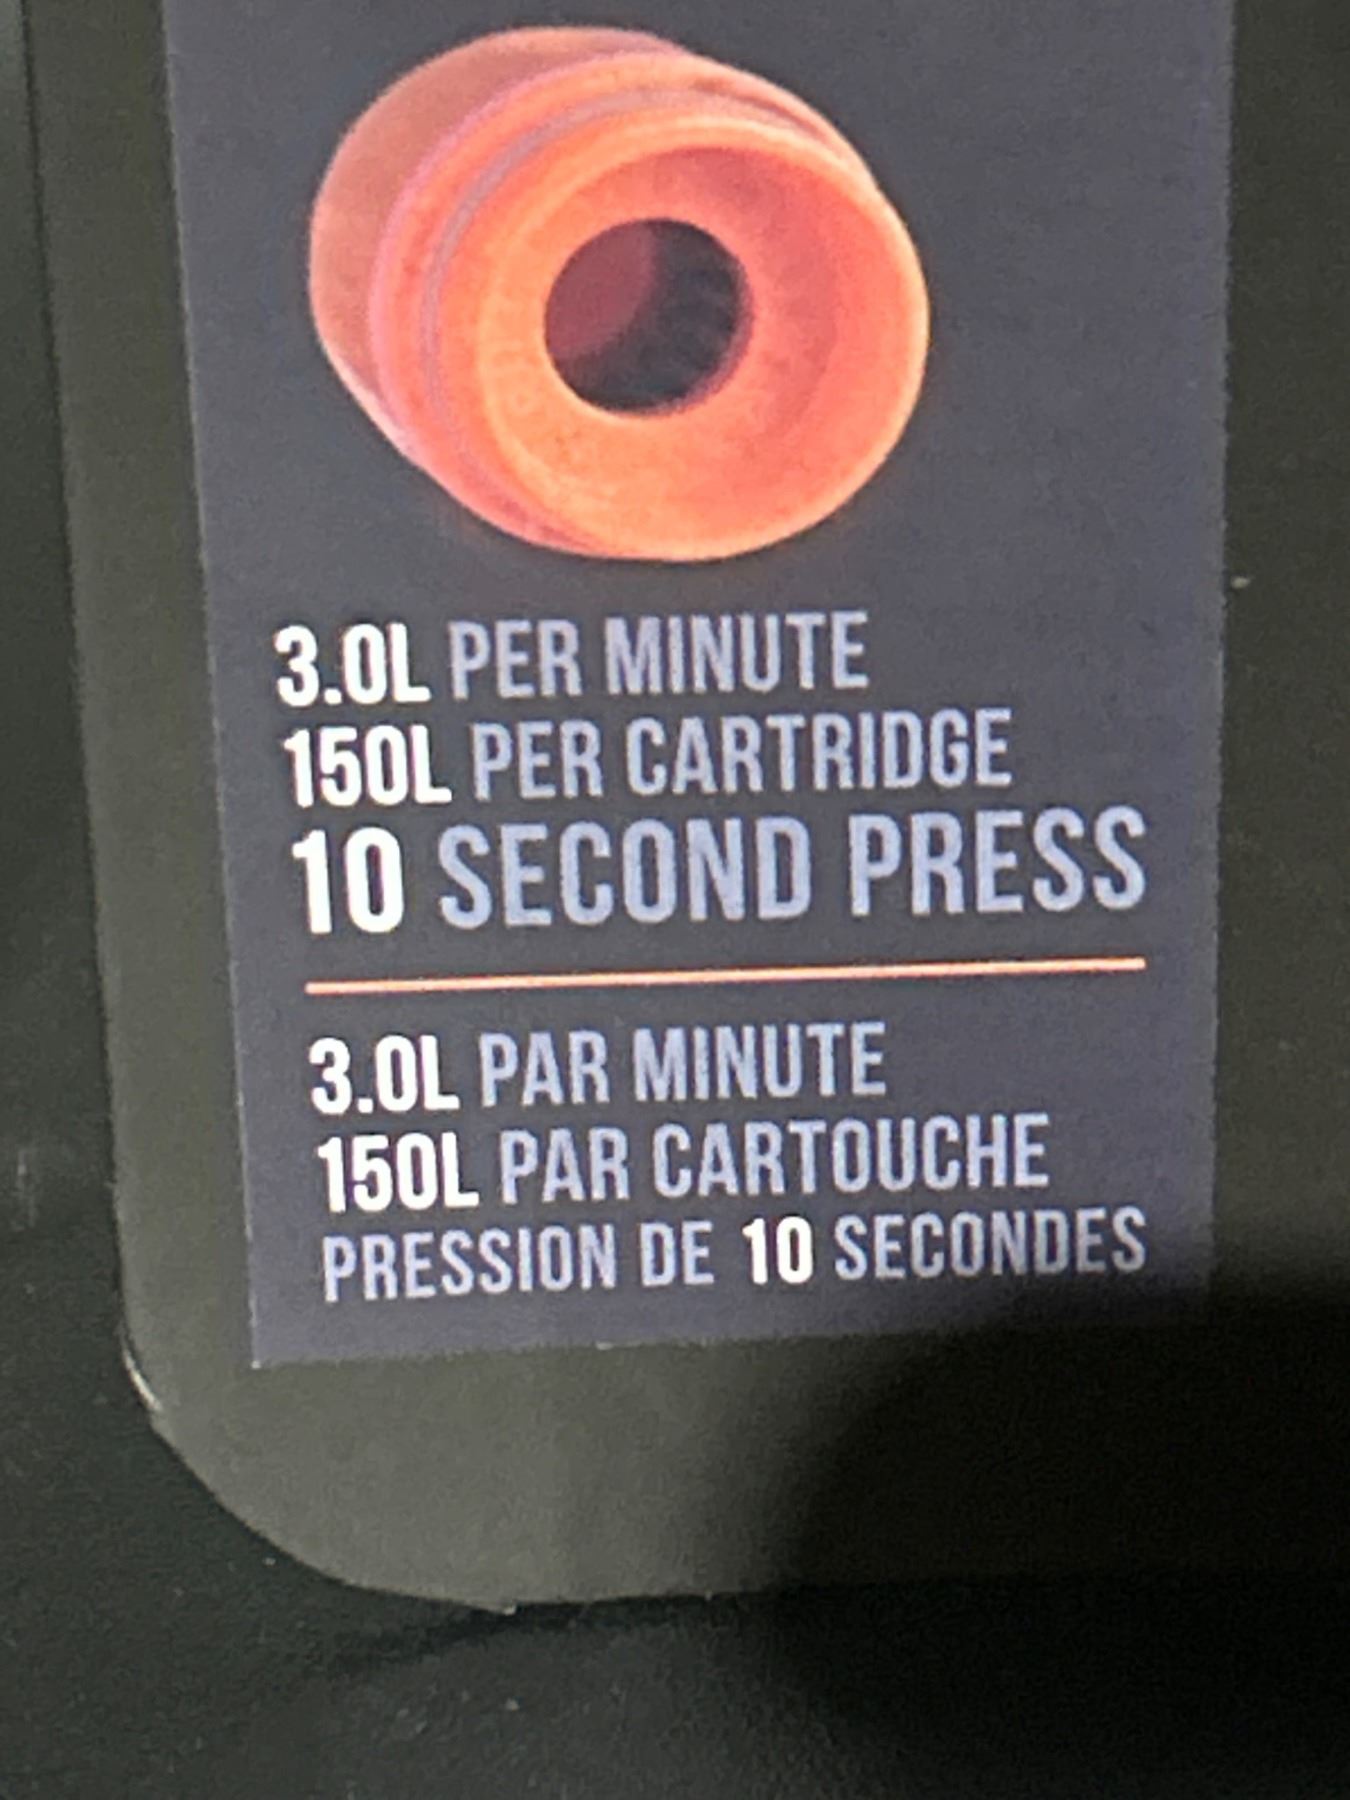 3.0L PER MINUTE
150L PER CARTRIDGE
10 SECOND PRESS
3.0L PAR MINUTE
150L PAR CARTOUCHE
PRESSION DE 10 SECONDES